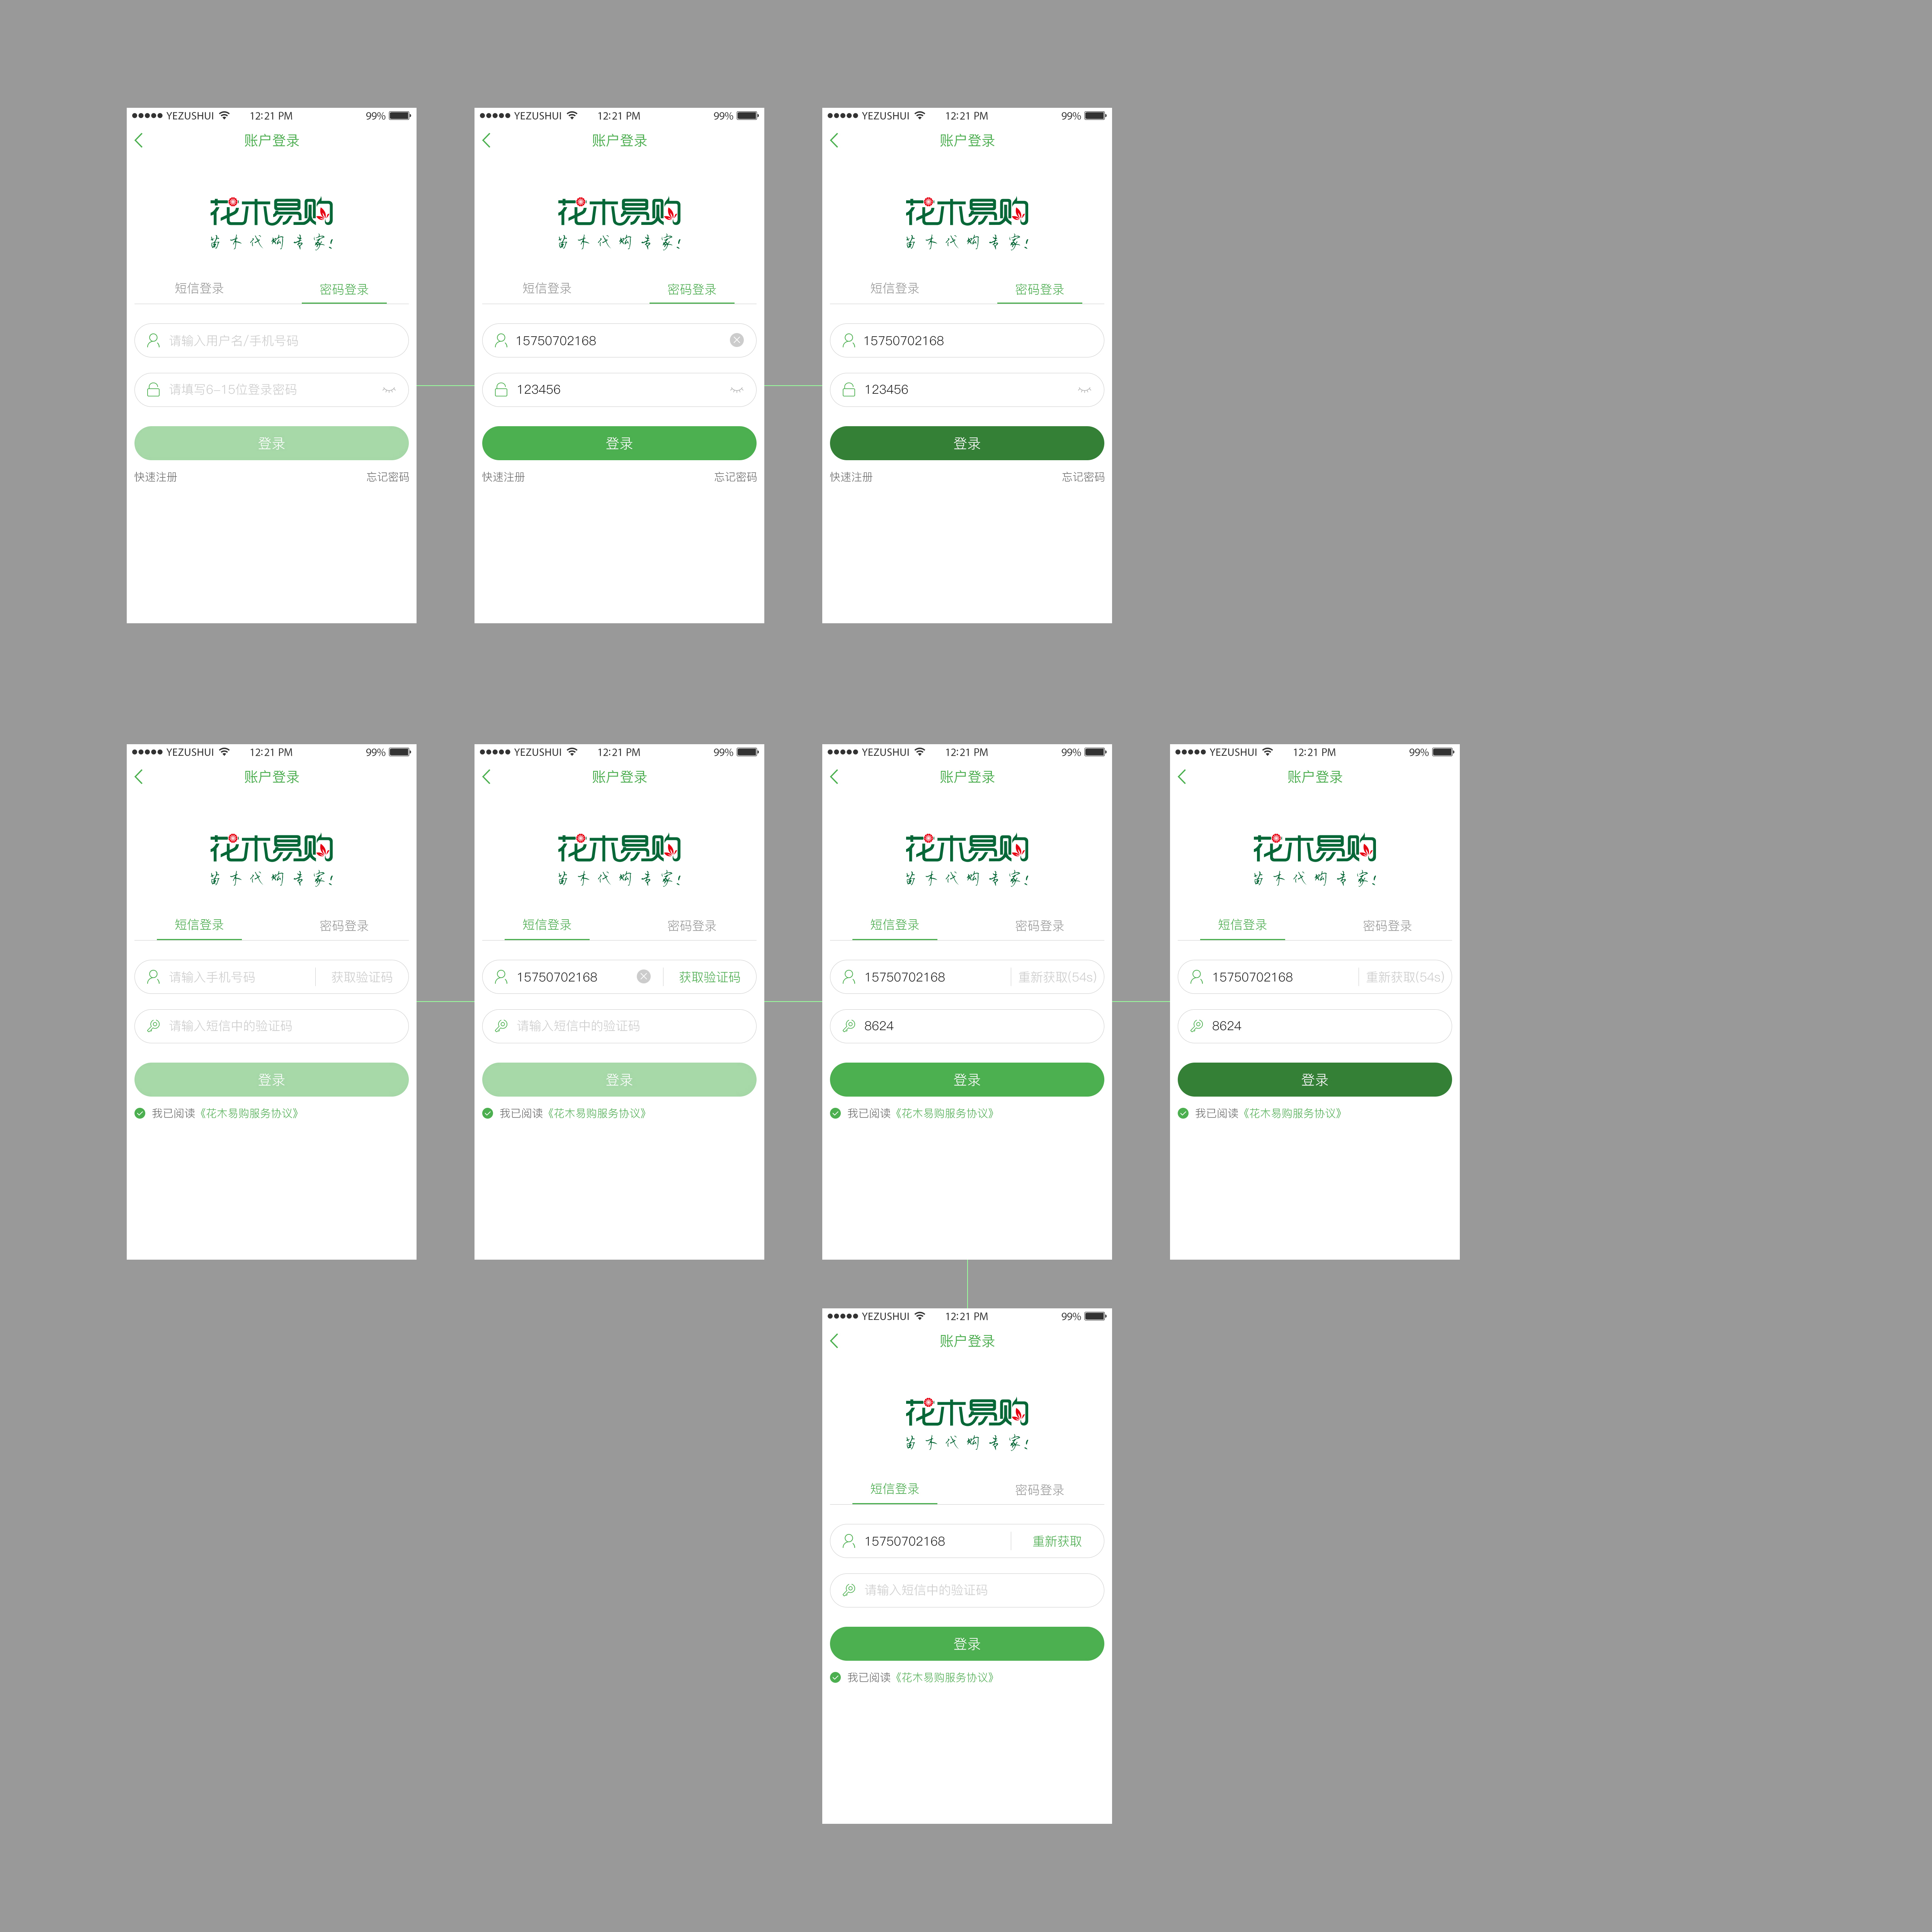 YEZUSHUI 12:21 PM 99%
账户登录
花木易购
苗木代购专家!
短信登录 密码登录
请输入用户名/手机号码
请填写6-15位登录密码
登录
快速注册 忘记密码
YEZUSHUI 12:21 PM 99%
账户登录
花木易购
苗木代购专家!
短信登录 密码登录
15750702168
123456
登录
快速注册 忘记密码
YEZUSHUI 12:21 PM 99%
账户登录
花木易购
苗木代购专家!
短信登录 密码登录
15750702168
123456
登录
快速注册 忘记密码
YEZUSHUI 12:21 PM 99%
账户登录
花木易购
苗木代购专家!
短信登录 密码登录
请输入手机号码 获取验证码
请输入短信中的验证码
登录
我已阅读《花木易购服务协议》
YEZUSHUI 12:21 PM 99%
账户登录
花木易购
苗木代购专家!
短信登录 密码登录
15750702168 获取验证码
请输入短信中的验证码
登录
我已阅读《花木易购服务协议》
YEZUSHUI 12:21 PM 99%
账户登录
花木易购
苗木代购专家!
短信登录 密码登录
15750702168 重新获取(54s)
8624
登录
我已阅读《花木易购服务协议》
YEZUSHUI 12:21 PM 99%
账户登录
花木易购
苗木代购专家!
短信登录 密码登录
15750702168 重新获取(54s)
8624
登录
我已阅读《花木易购服务协议》
YEZUSHUI 12:21 PM 99%
账户登录
花木易购
苗木代购专家!
短信登录 密码登录
15750702168 重新获取
请输入短信中的验证码
登录
我已阅读《花木易购服务协议》